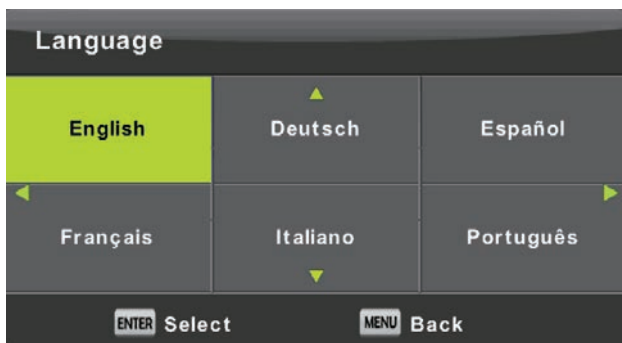 Language
English Deutsch Español
Français Italiano Português
ENTER Select MENU Back